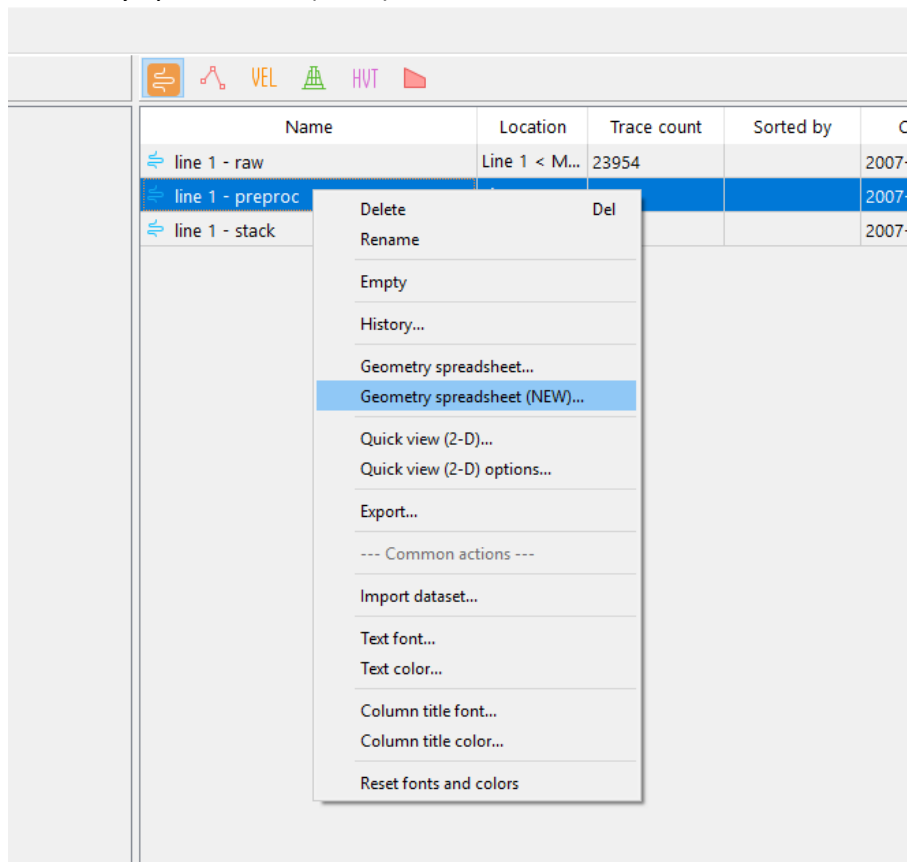 VEL HVT
Name Location Trace count Sorted by C
line 1 - raw Line 1 < M... 23954 2007-
line 1 - preproc 2007-
line 1 - stack 2007-
Delete Del
Rename
Empty
History...
Geometry spreadsheet...
Geometry spreadsheet (NEW)...
Quick view (2-D)...
Quick view (2-D) options...
Export...
--- Common actions ---
Import dataset...
Text font...
Text color...
Column title font...
Column title color...
Reset fonts and colors